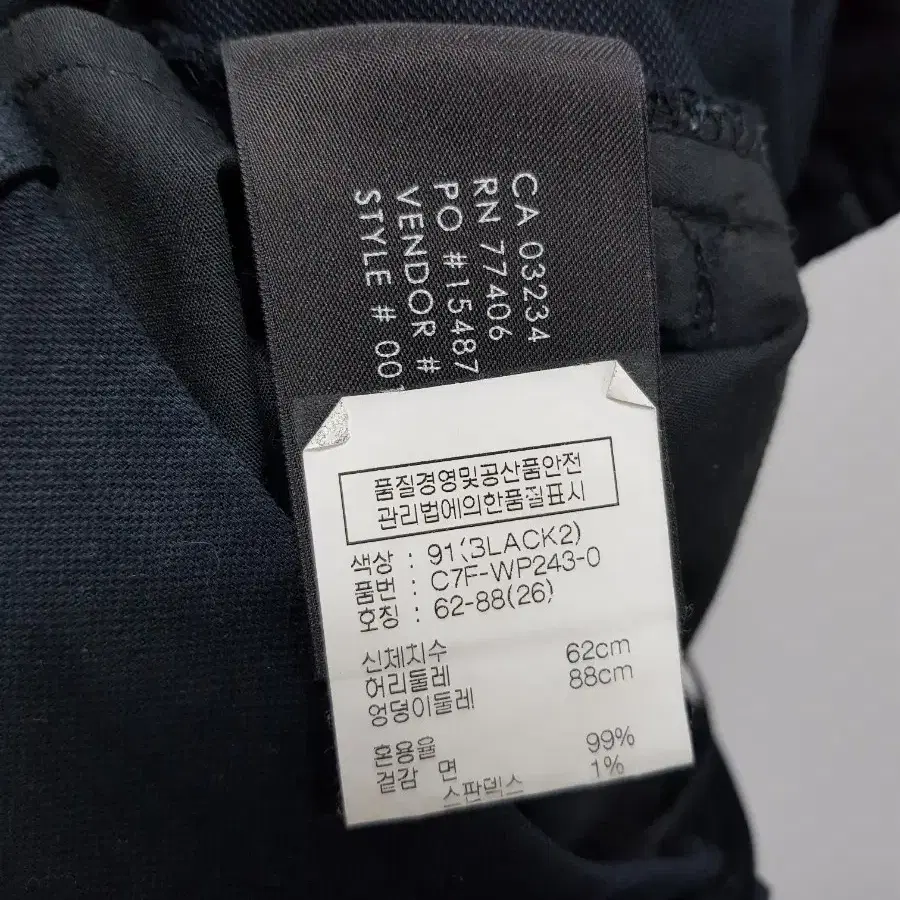 CA 03234
RN 77406
PO #15487
VENDOR #
STYLE # 001
품질경영및공산품안전
관리법에의한품질표시
색상 : 91(BLACK2)
품번 : C7F-WP243-0
호칭 : 62-88(26)
신체치수
허리둘레 62cm
엉덩이둘레 88cm
혼용율
겉감 면 99%
스판덱스 1%